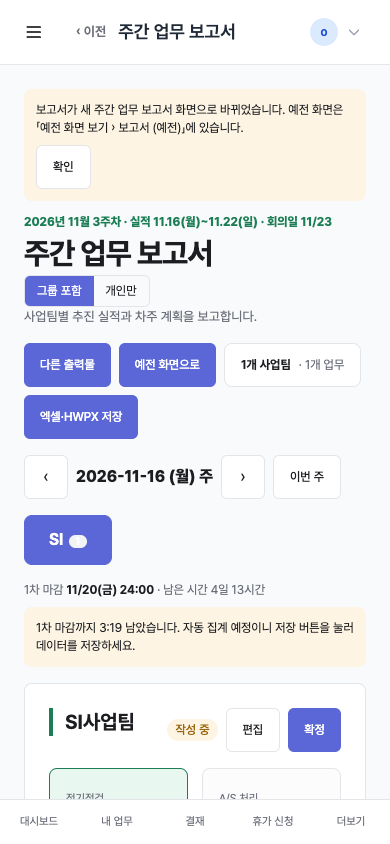 ‹ 이전 주간 업무 보고서
보고서가 새 주간 업무 보고서 화면으로 바뀌었습니다. 예전 화면은
「예전 화면 보기 › 보고서 (예전)」에 있습니다.
확인
2026년 11월 3주차 · 실적 11.16(월)~11.22(일) · 회의일 11/23
주간 업무 보고서
그룹 포함 개인만
사업팀별 추진 실적과 차주 계획을 보고합니다.
다른 출력물 예전 화면으로 1개 사업팀 · 1개 업무
엑셀·HWPX 저장
‹ 2026-11-16 (월) 주 › 이번 주
SI
1차 마감 11/20(금) 24:00 · 남은 시간 4일 13시간
1차 마감까지 3:19 남았습니다. 자동 집계 예정이니 저장 버튼을 눌러
데이터를 저장하세요.
SI사업팀 작성 중 편집 확정
정기점검 A/S 처리
대시보드 내 업무 결재 휴가 신청 더보기